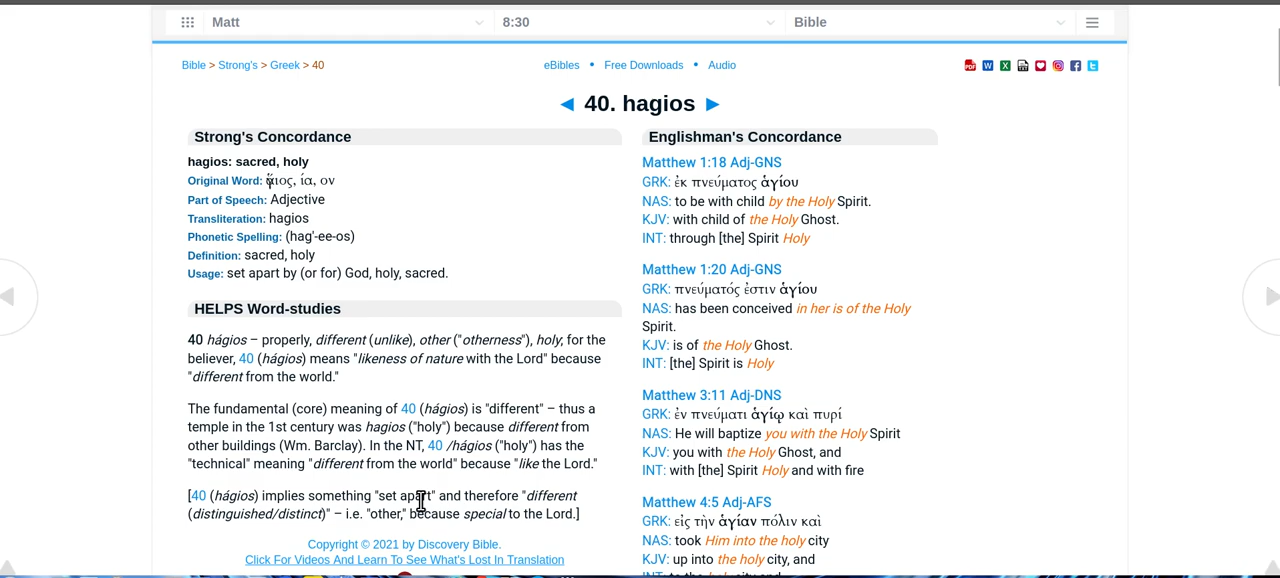 Matt 8:30 Bible
Bible > Strong's > Greek > 40
eBibles • Free Downloads • Audio
◄ 40. hagios ►
Strong's Concordance
hagios: sacred, holy
Original Word: ἅγιος, ία, ον
Part of Speech: Adjective
Transliteration: hagios
Phonetic Spelling: (hag'-ee-os)
Definition: sacred, holy
Usage: set apart by (or for) God, holy, sacred.
HELPS Word-studies
40 hágios – properly, different (unlike), other ("otherness"), holy; for the
believer, 40 (hágios) means "likeness of nature with the Lord" because
"different from the world."
The fundamental (core) meaning of 40 (hágios) is "different" – thus a
temple in the 1st century was hagios ("holy") because different from
other buildings (Wm. Barclay). In the NT, 40 /hágios ("holy") has the
"technical" meaning "different from the world" because "like the Lord."
[40 (hágios) implies something "set apart" and therefore "different
(distinguished/distinct)" – i.e. "other," because special to the Lord.]
Copyright © 2021 by Discovery Bible.
Click For Videos And Learn To See What's Lost In Translation
Englishman's Concordance
Matthew 1:18 Adj-GNS
GRK: ἐκ πνεύματος ἁγίου
NAS: to be with child by the Holy Spirit.
KJV: with child of the Holy Ghost.
INT: through [the] Spirit Holy
Matthew 1:20 Adj-GNS
GRK: πνεύματός ἐστιν ἁγίου
NAS: has been conceived in her is of the Holy
Spirit.
KJV: is of the Holy Ghost.
INT: [the] Spirit is Holy
Matthew 3:11 Adj-DNS
GRK: ἐν πνεύματι ἁγίῳ καὶ πυρί
NAS: He will baptize you with the Holy Spirit
KJV: you with the Holy Ghost, and
INT: with [the] Spirit Holy and with fire
Matthew 4:5 Adj-AFS
GRK: εἰς τὴν ἁγίαν πόλιν καὶ
NAS: took Him into the holy city
KJV: up into the holy city, and